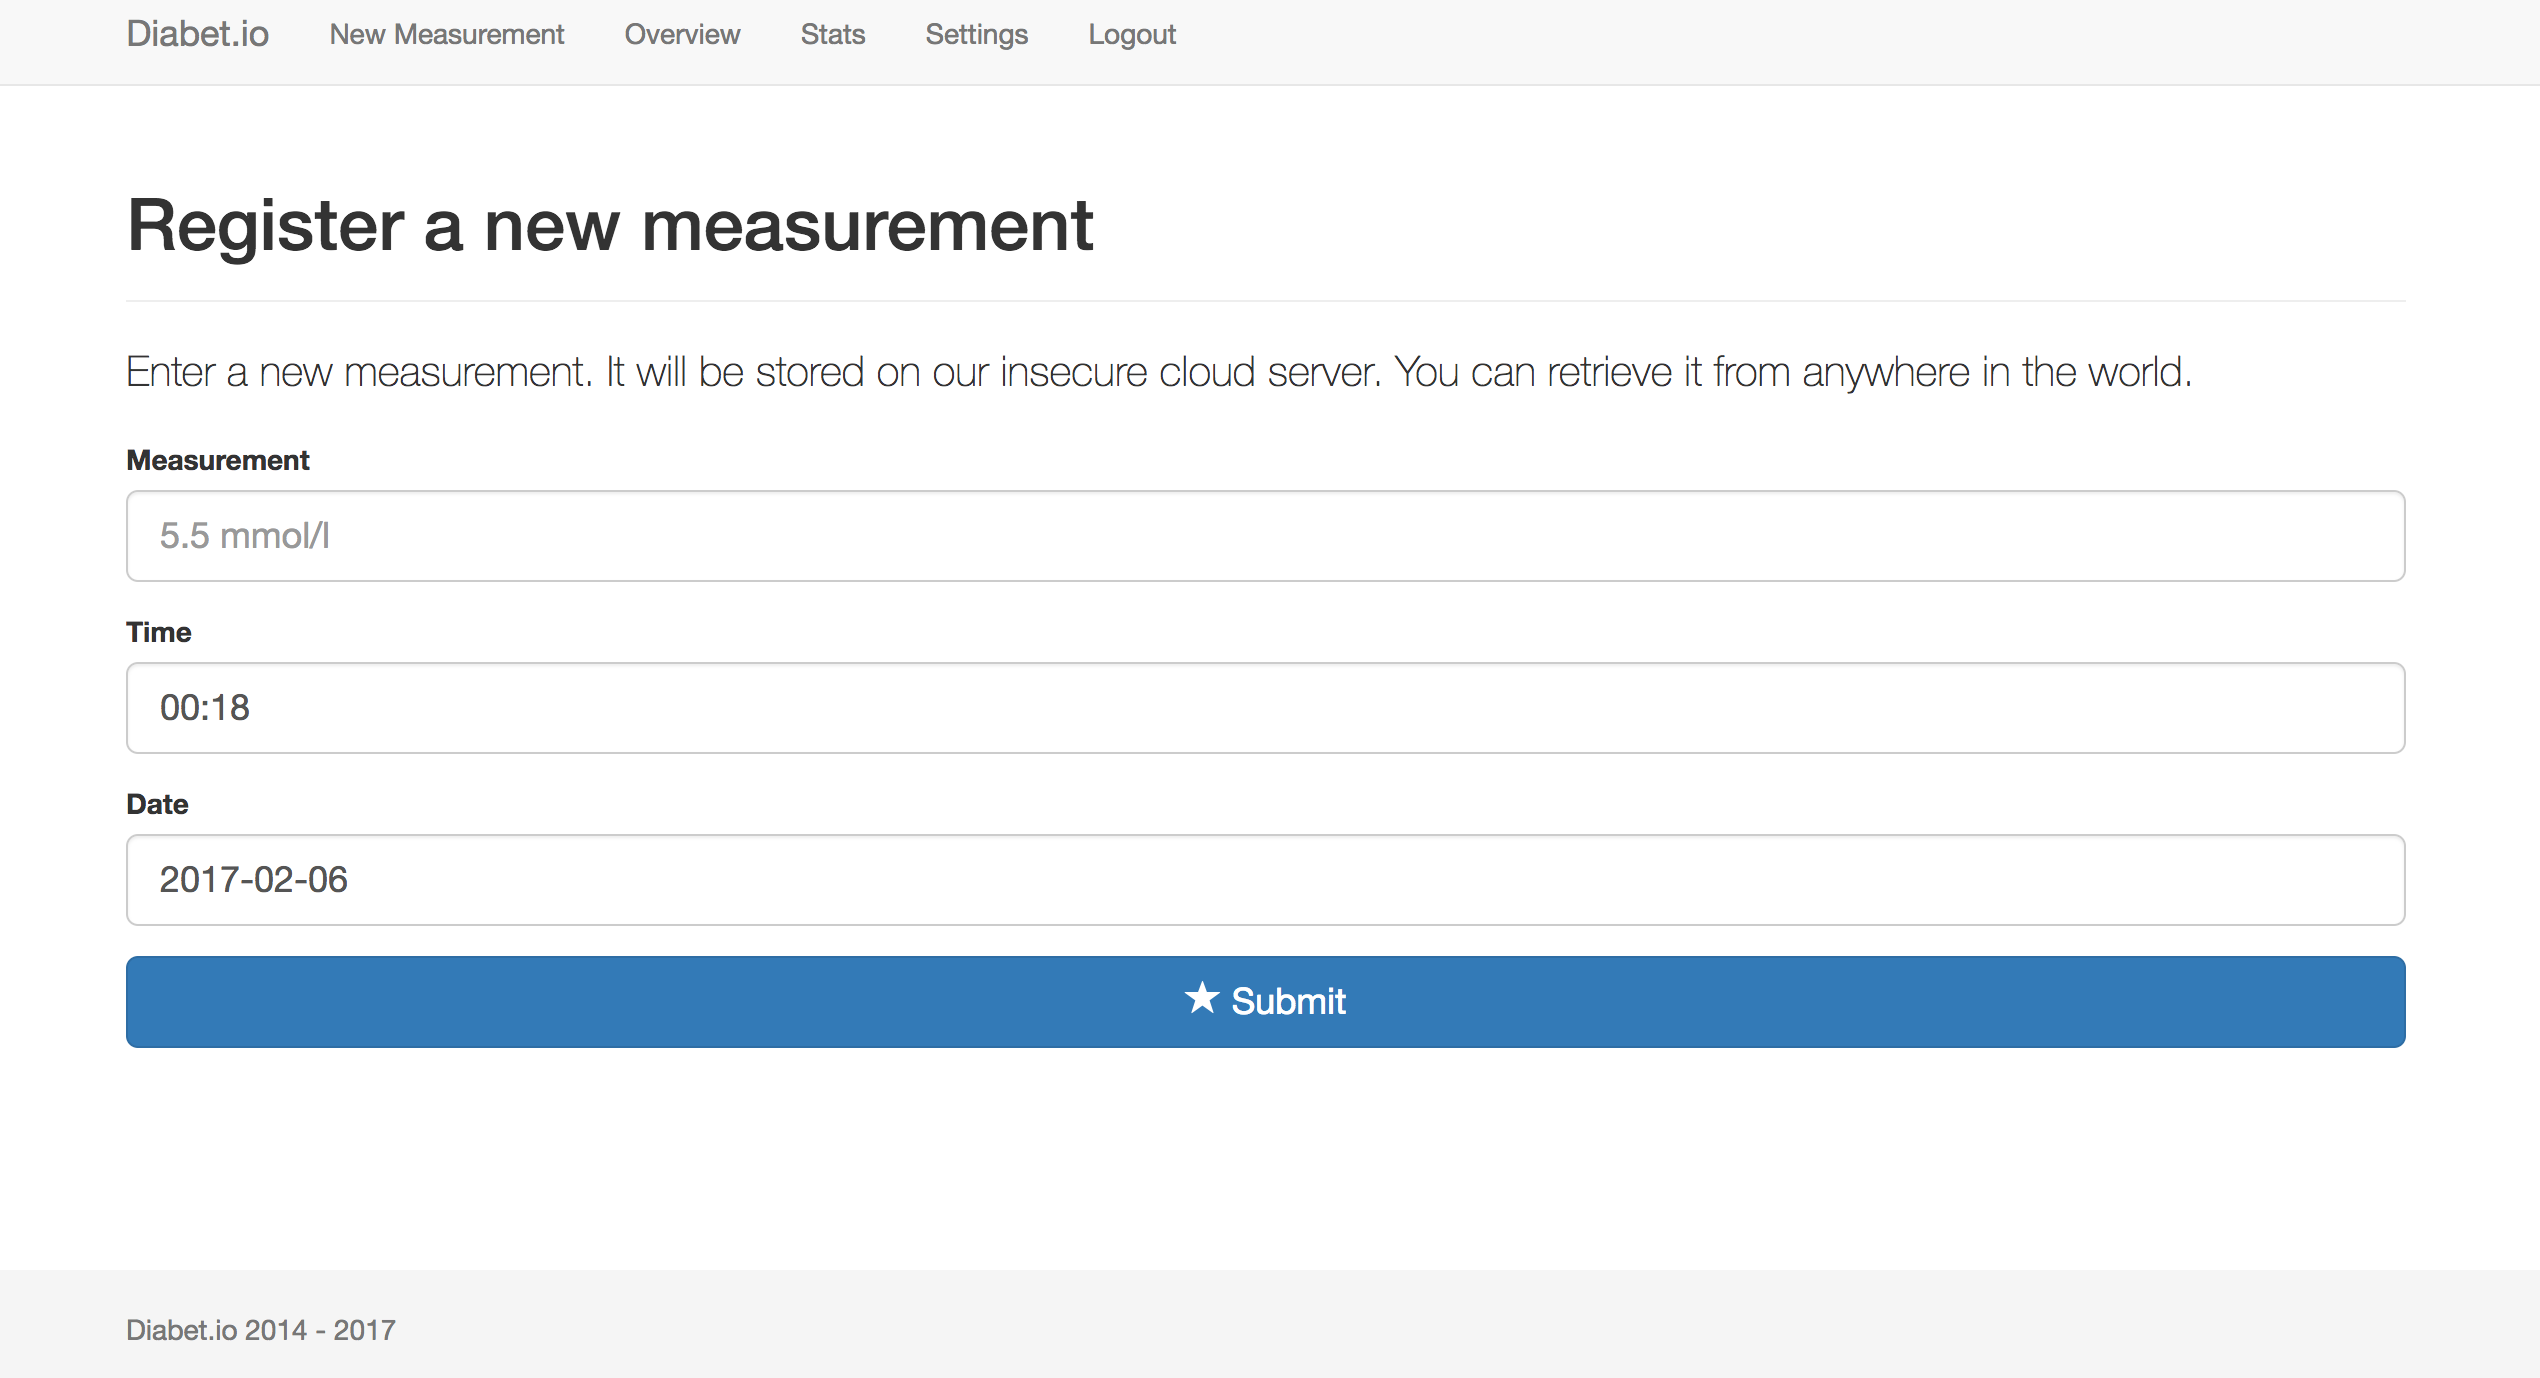 Diabet.io New Measurement Overview Stats Settings Logout
Register a new measurement
Enter a new measurement. It will be stored on our insecure cloud server. You can retrieve it from anywhere in the world.
Measurement
5.5 mmol/l
Time
00:18
Date
2017-02-06
★ Submit
Diabet.io 2014 - 2017